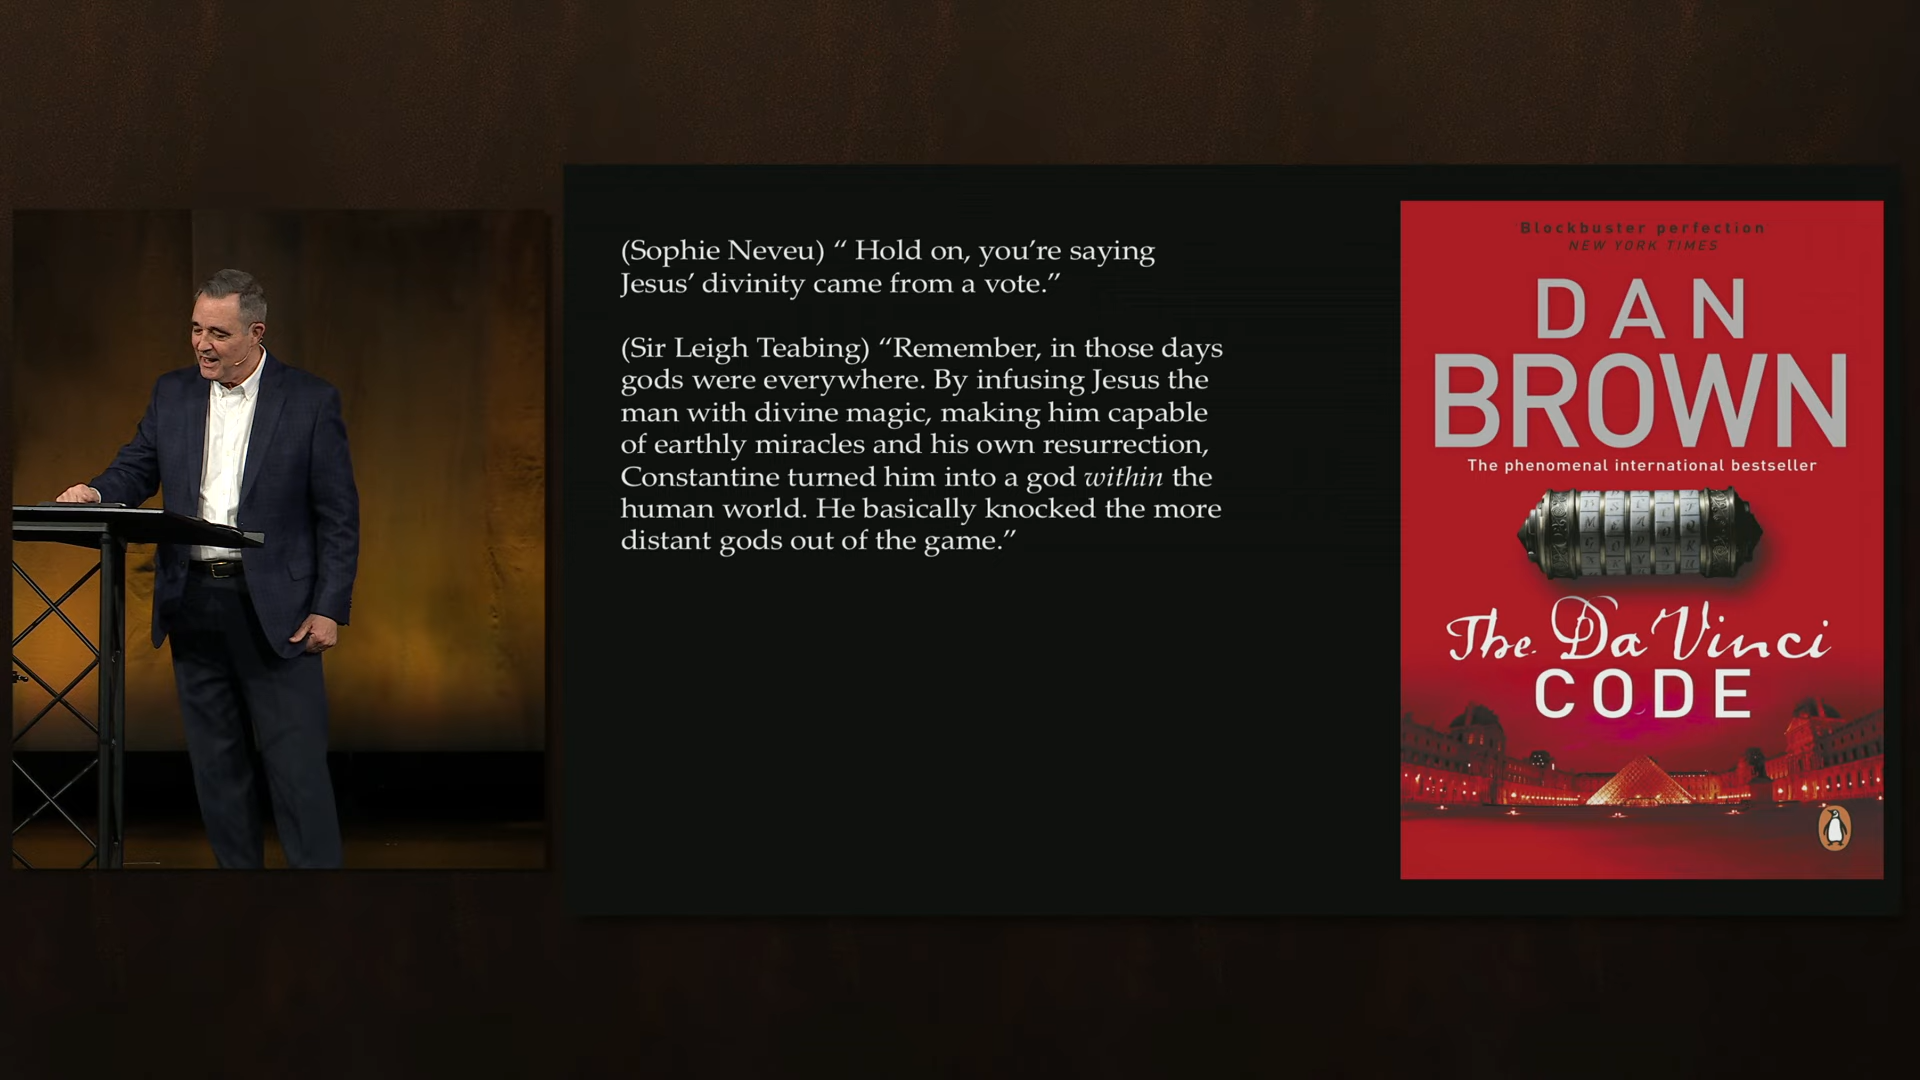 (Sophie Neveu) “ Hold on, you’re saying
Jesus’ divinity came from a vote.”
(Sir Leigh Teabing) “Remember, in those days
gods were everywhere. By infusing Jesus the
man with divine magic, making him capable
of earthly miracles and his own resurrection,
Constantine turned him into a god within the
human world. He basically knocked the more
distant gods out of the game.”
Blockbuster perfection
NEW YORK TIMES
DAN
BROWN
The phenomenal international bestseller
The Da Vinci
CODE